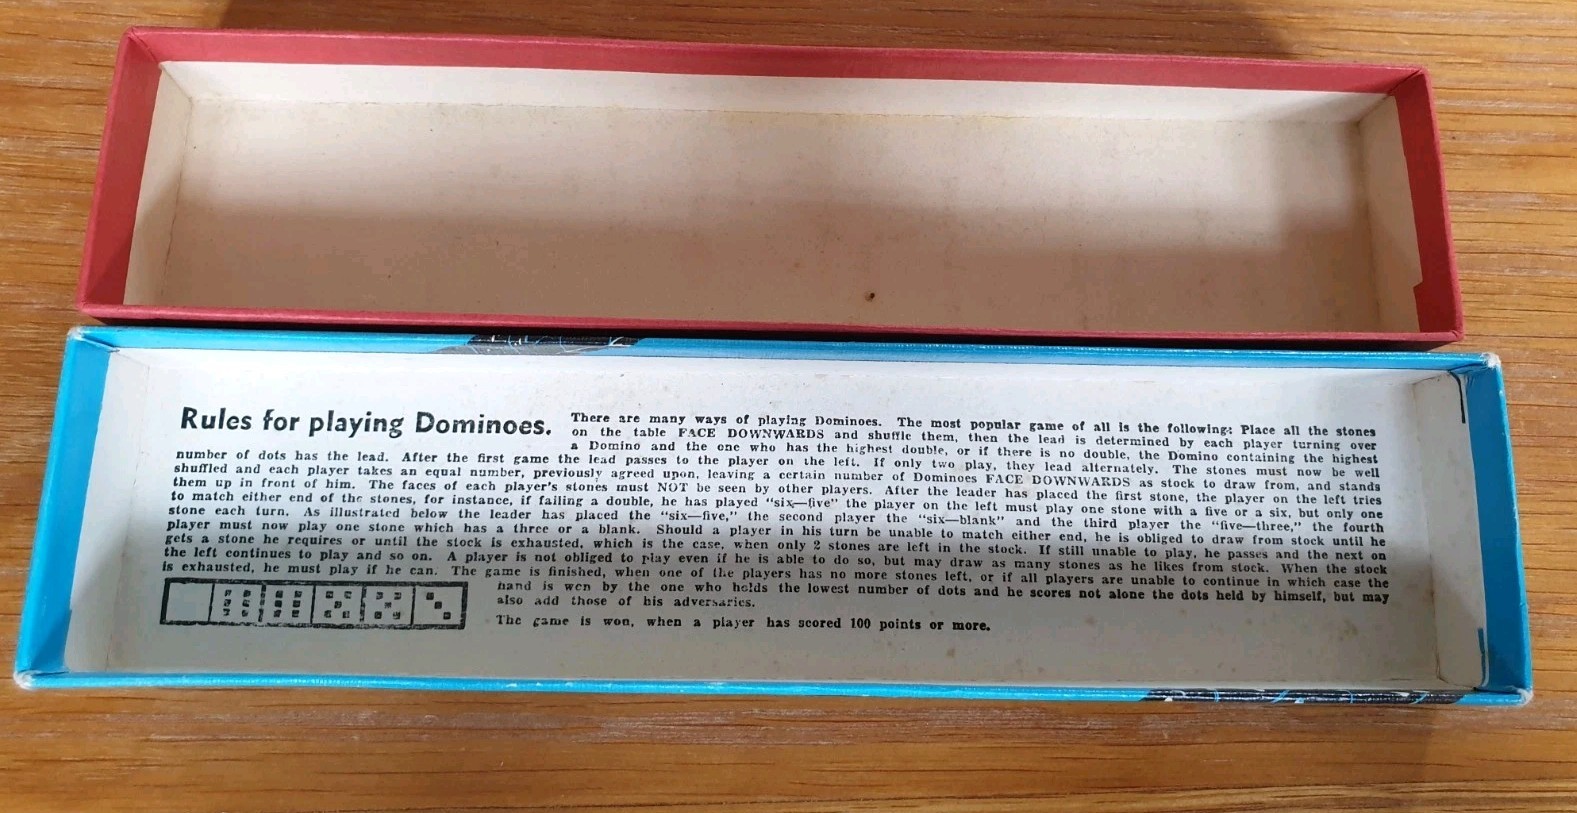 Rules for playing Dominoes.
There are many ways of playing Dominoes. The most popular game of all is the following: Place all the stones
on the table FACE DOWNWARDS and shuffle them, then the lead is determined by each player turning over
a Domino and the one who has the highest double, or if there is no double, the Domino containing the highest
number of dots has the lead. After the first game the lead passes to the player on the left. If only two play, they lead alternately. The stones must now be well
shuffled and each player takes an equal number, previously agreed upon, leaving a certain number of Dominoes FACE DOWNWARDS as stock to draw from, and stands
them up in front of him. The faces of each player's stones must NOT be seen by other players. After the leader has placed the first stone, the player on the left tries
to match either end of the stones, for instance, if failing a double, he has played "six—five" the player on the left must play one stone with a five or a six, but only one
stone each turn. As illustrated below the leader has placed the "six—five," the second player the "six—blank" and the third player the "five—three," the fourth
player must now play one stone which has a three or a blank. Should a player in his turn be unable to match either end, he is obliged to draw from stock until he
gets a stone he requires or until the stock is exhausted, which is the case, when only 2 stones are left in the stock. If still unable to play, he passes and the next on
the left continues to play and so on. A player is not obliged to play even if he is able to do so, but may draw as many stones as he likes from stock. When the stock
is exhausted, he must play if he can. The game is finished, when one of the players has no more stones left, or if all players are unable to continue in which case the
hand is won by the one who holds the lowest number of dots and he scores not alone the dots held by himself, but may
also add those of his adversaries.
The game is won, when a player has scored 100 points or more.